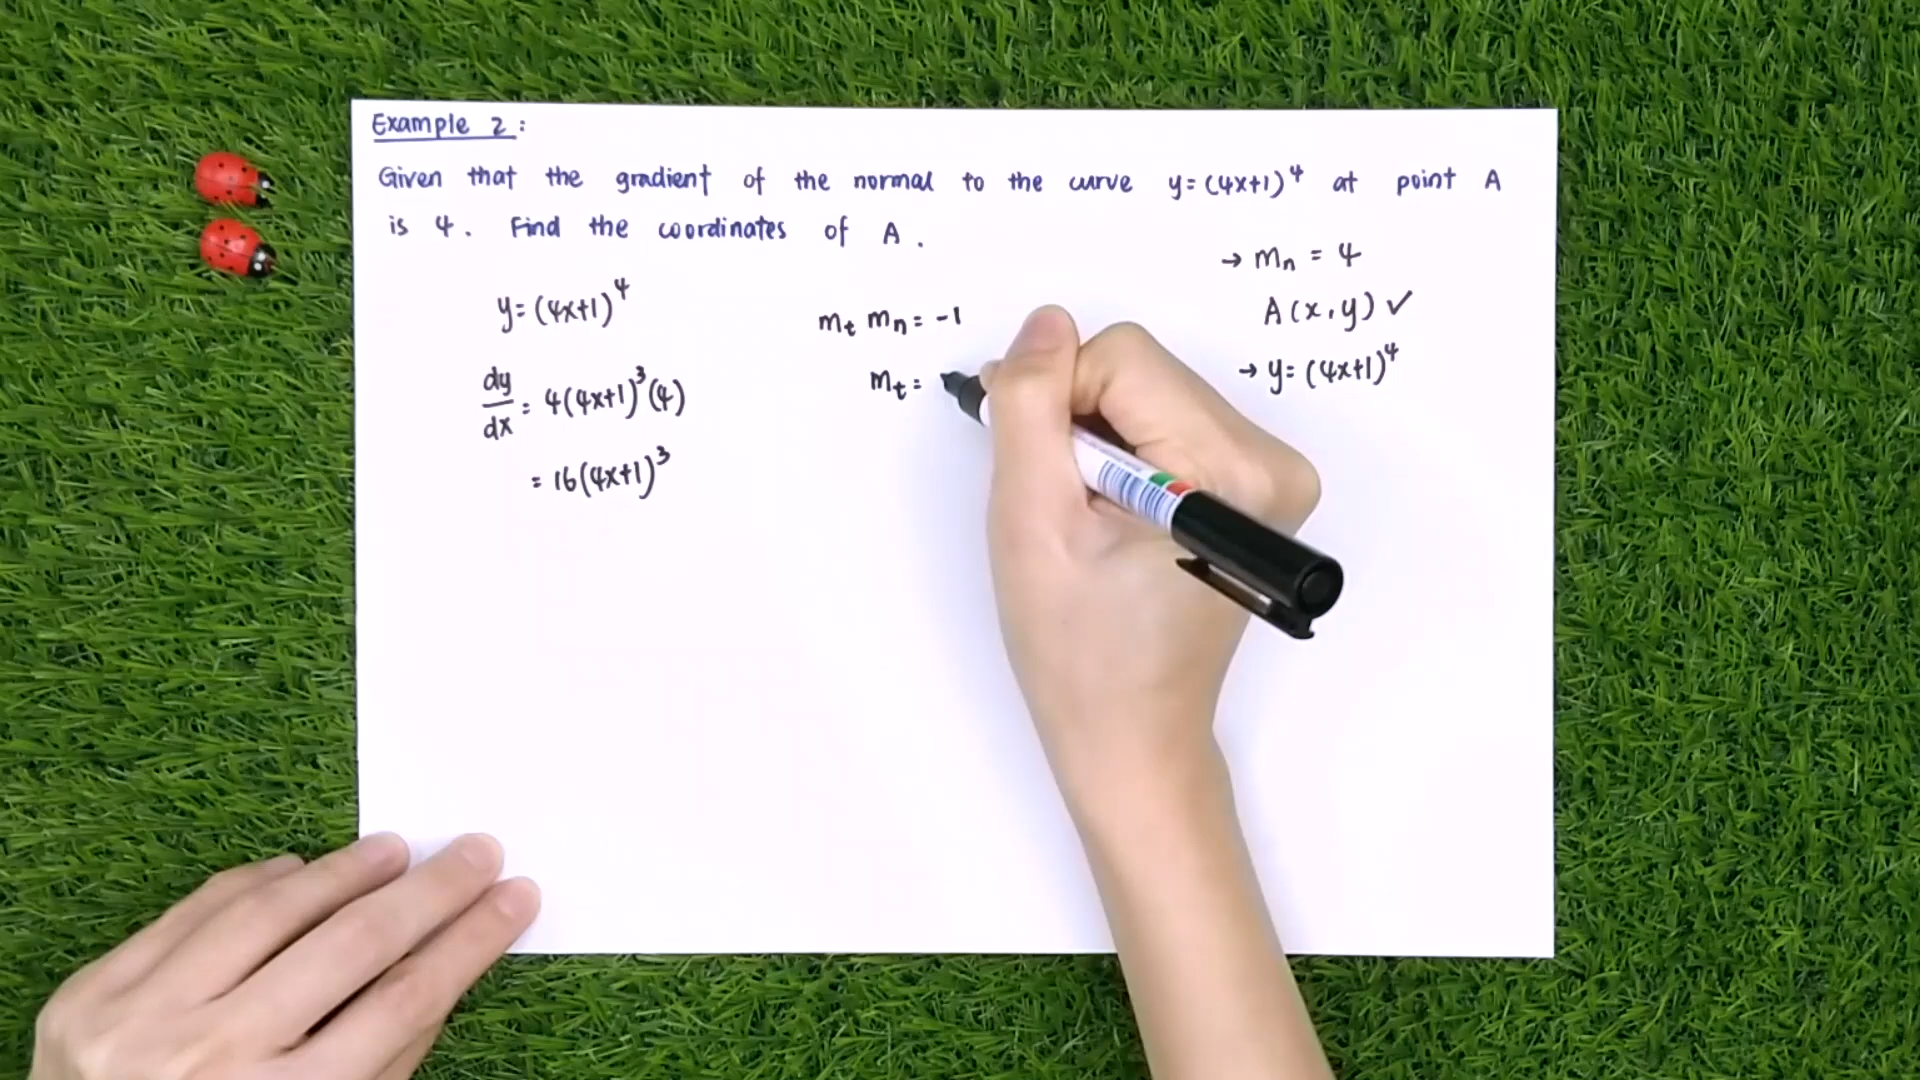 Example 2 :
Given that the gradient of the normal to the curve y = (4x+1)⁴ at point A
is 4 . Find the coordinates of A .
y = (4x+1)⁴
dy/dx = 4(4x+1)³(4)
= 16(4x+1)³
mₜ mₙ = -1
mₜ =
→ mₙ = 4
A (x , y) ✓
→ y = (4x+1)⁴